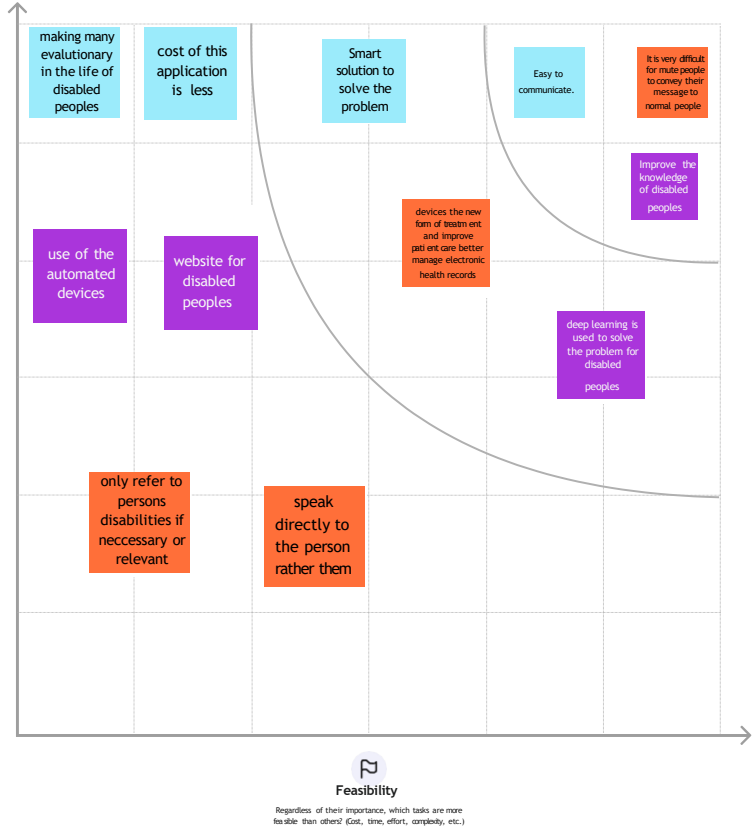 making many
evalutionary
in the life of
disabled
peoples
cost of this
application
is less
Smart
solution to
solve the
problem
Easy to
communicate.
It is very difficult
for mute people
to convey their
message to
normal people
Improve the
knowledge
of disabled
peoples
devices the new
form of treatment
and improve
patient care better
manage electronic
health records
use of the
automated
devices
website for
disabled
peoples
deep learning is
used to solve
the problem for
disabled
peoples
only refer to
persons
disabilities if
neccessary or
relevant
speak
directly to
the person
rather them
Feasibility
Regardless of their importance, which tasks are more
feasible than others? (Cost, time, effort, complexity, etc.)